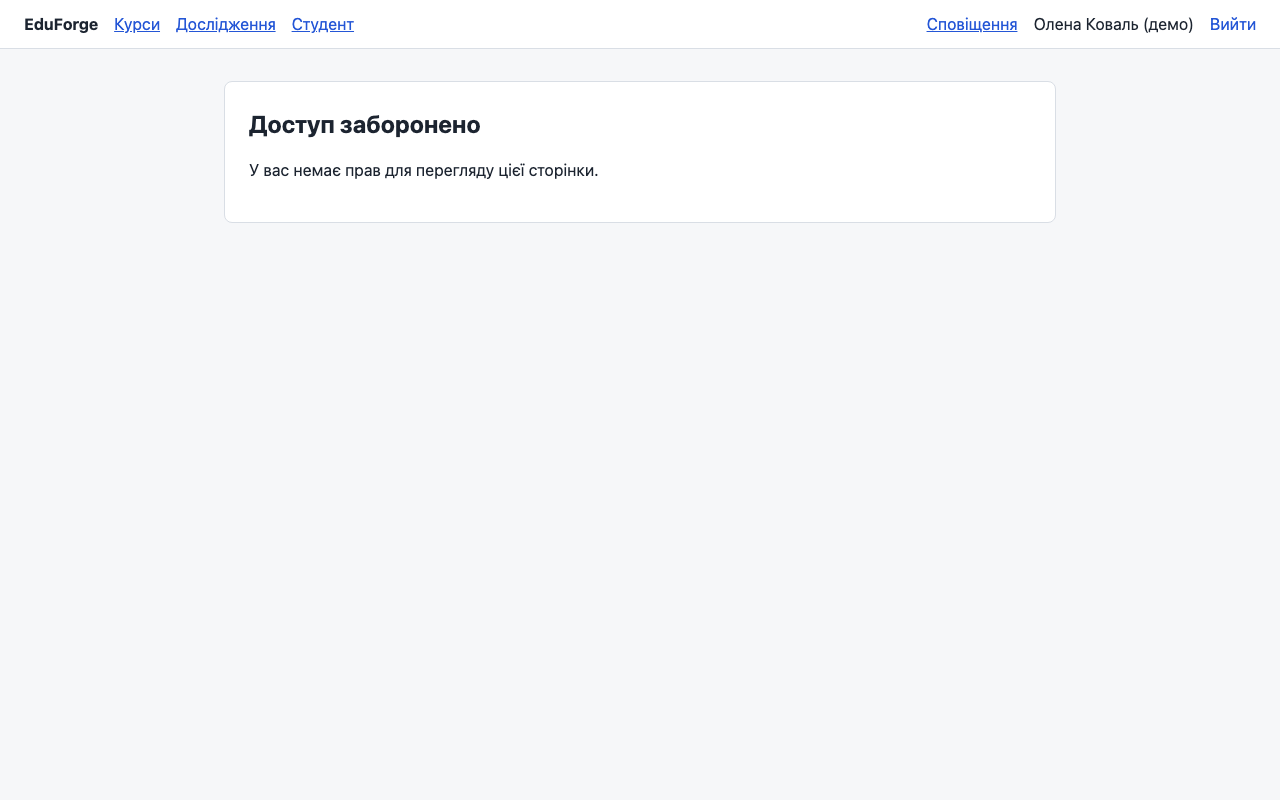 EduForge Курси Дослідження Студент Сповіщення Олена Коваль (демо) Вийти
Доступ заборонено
У вас немає прав для перегляду цієї сторінки.